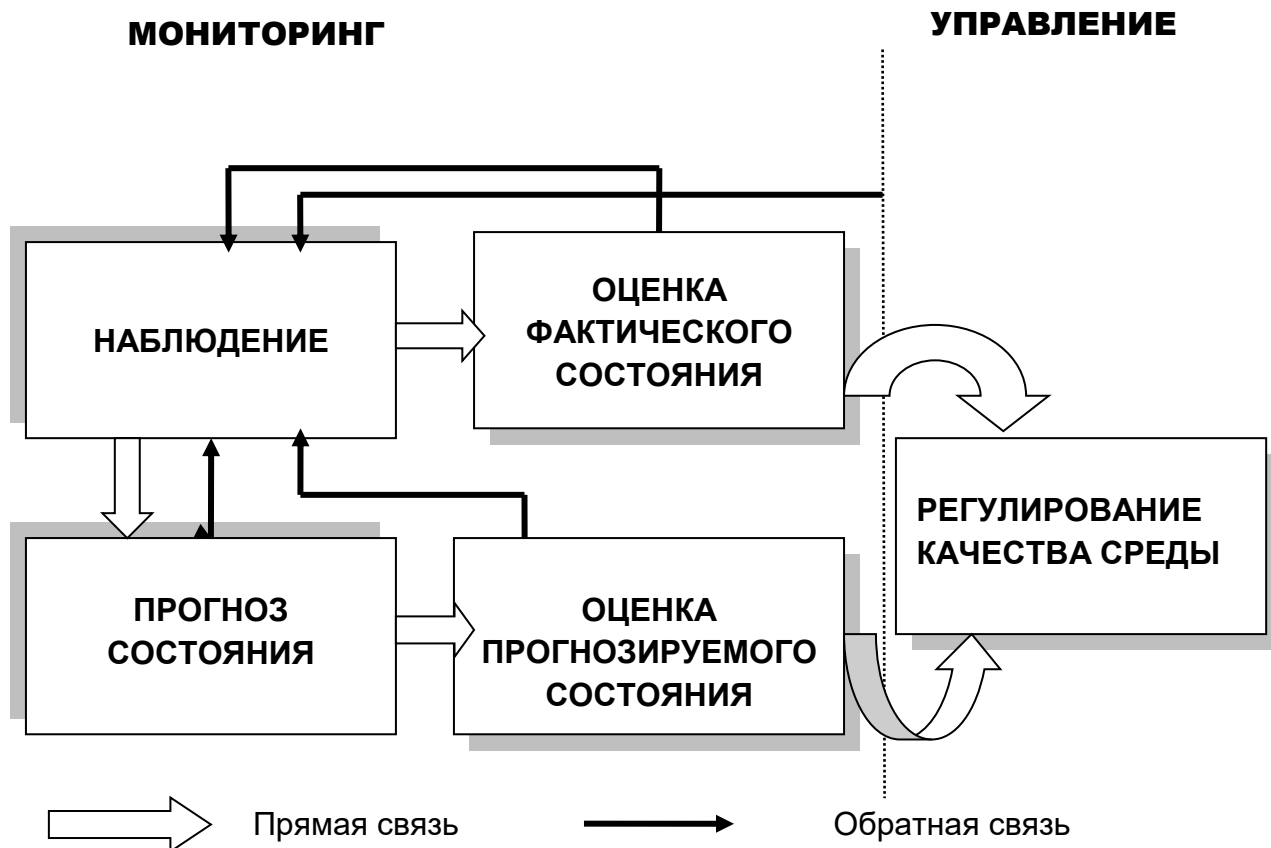 МОНИТОРИНГ
УПРАВЛЕНИЕ
НАБЛЮДЕНИЕ
ОЦЕНКА
ФАКТИЧЕСКОГО
СОСТОЯНИЯ
РЕГУЛИРОВАНИЕ
КАЧЕСТВА СРЕДЫ
ПРОГНОЗ
СОСТОЯНИЯ
ОЦЕНКА
ПРОГНОЗИРУЕМОГО
СОСТОЯНИЯ
Прямая связь
Обратная связь